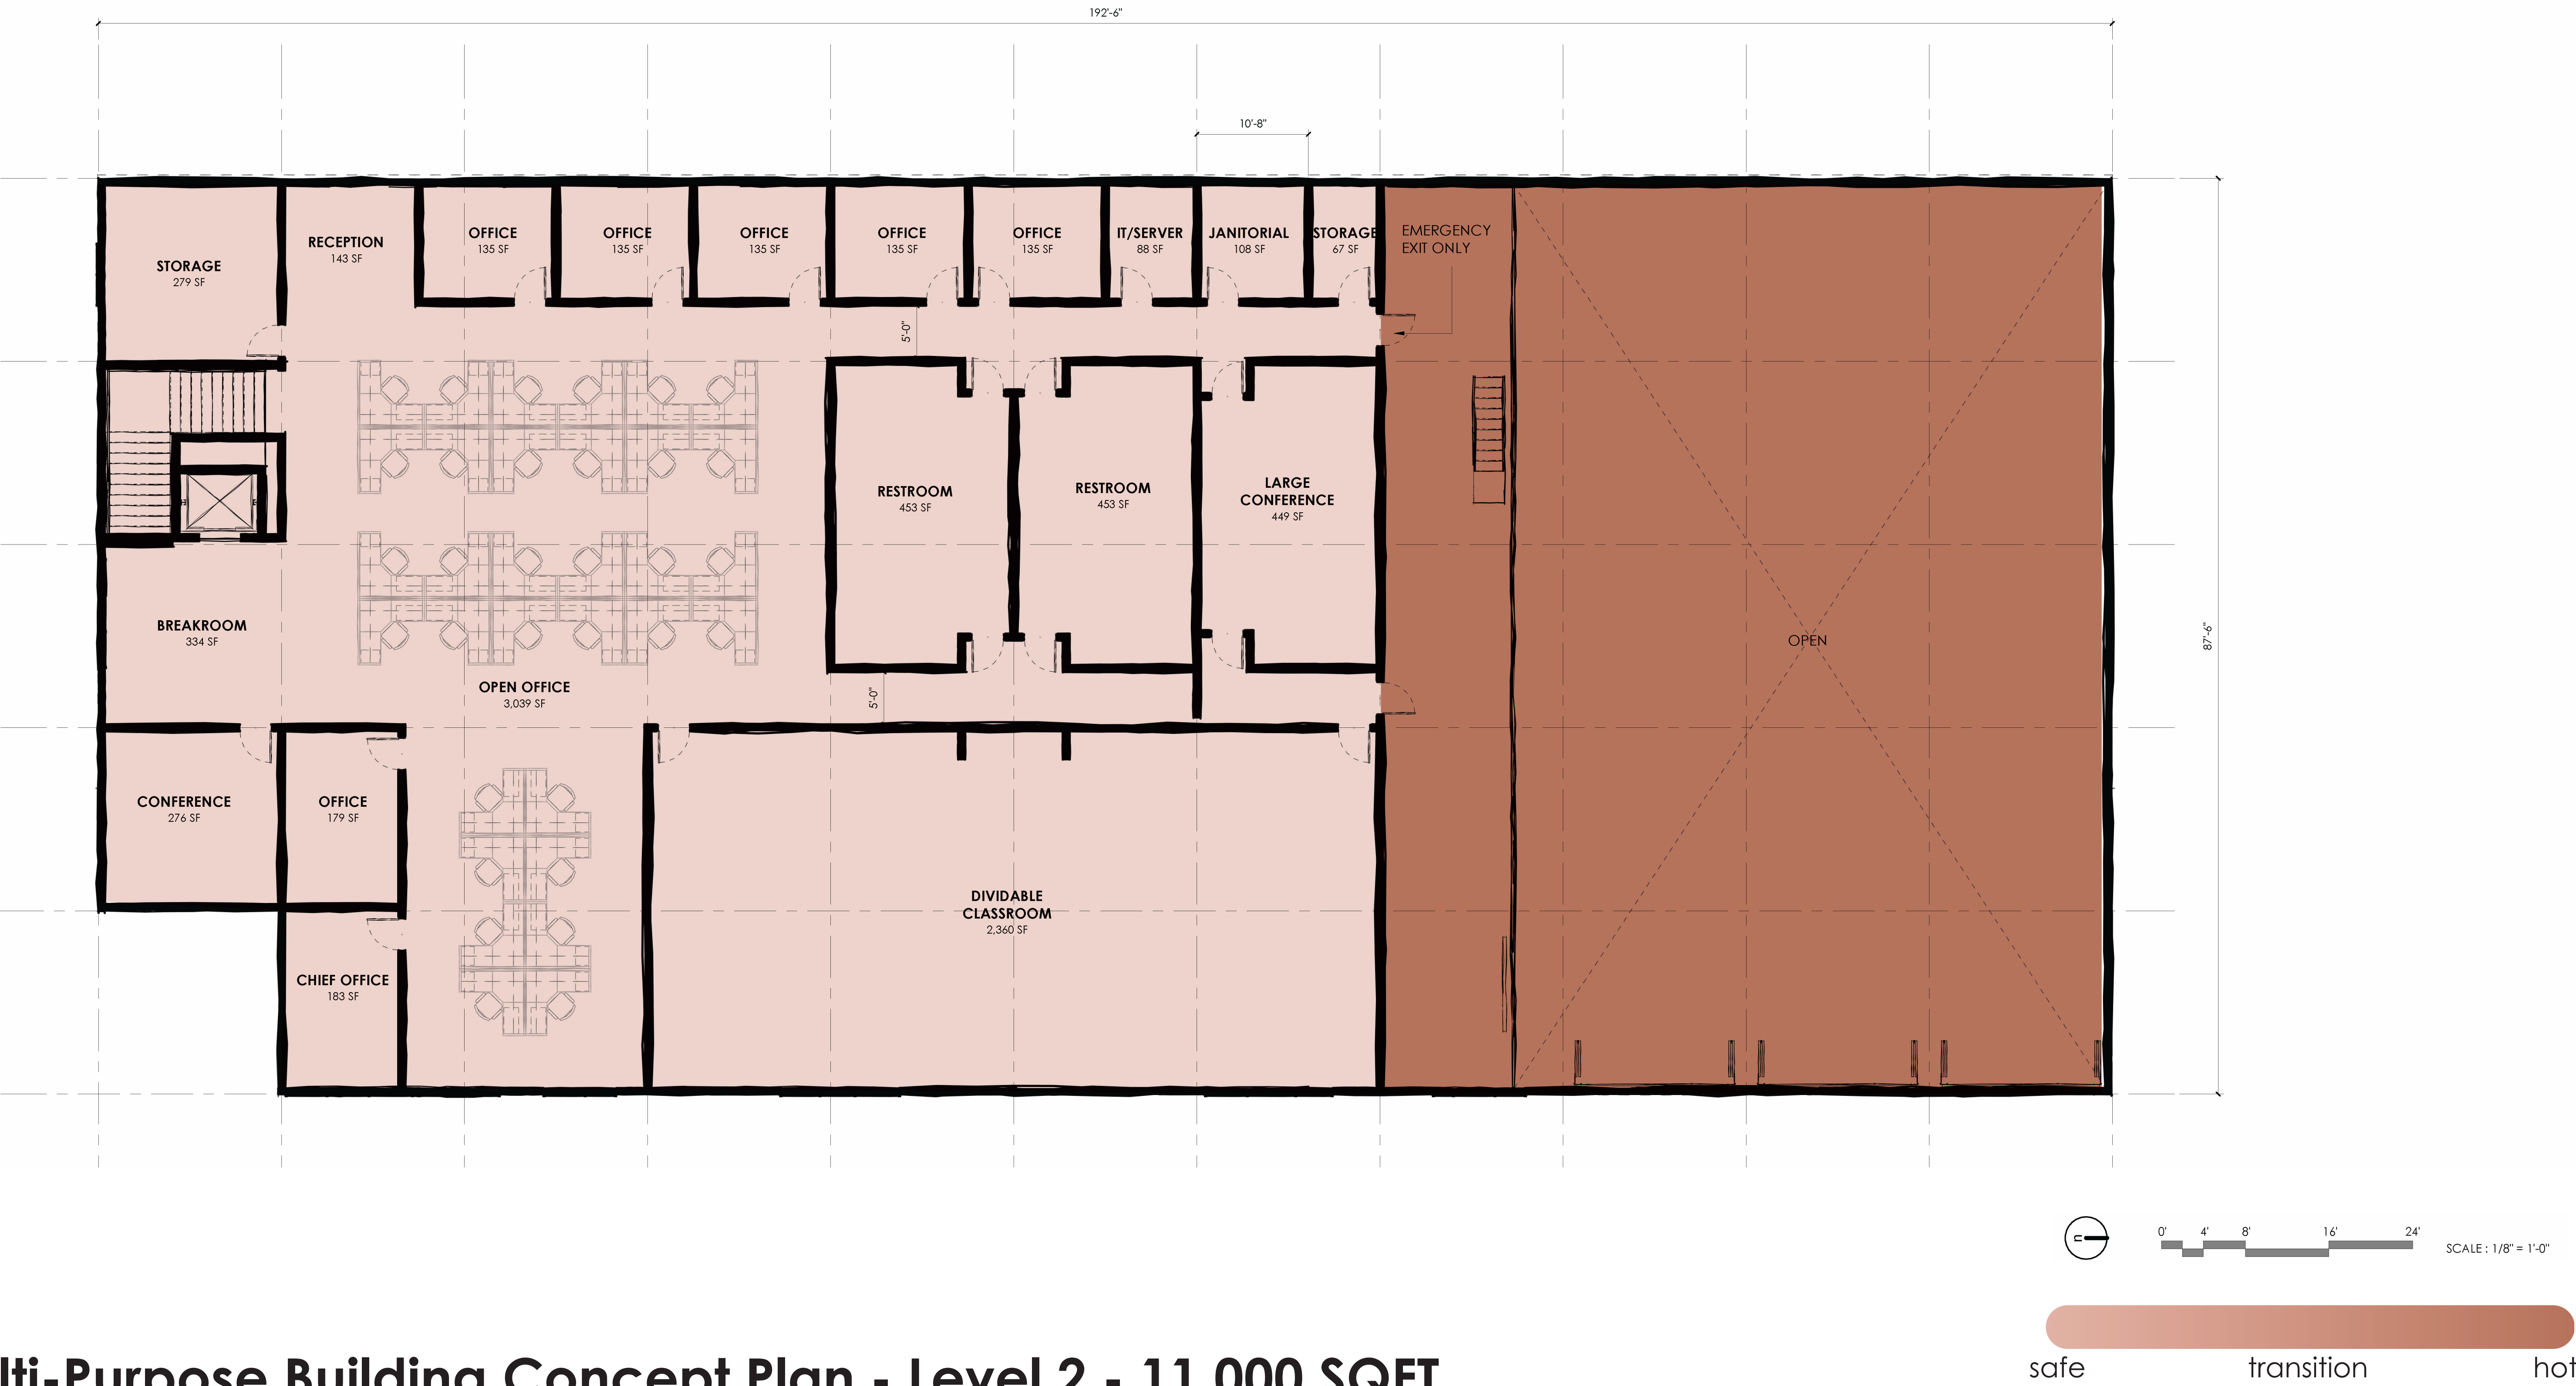 192'-6"
10'-8"
STORAGE
279 SF
RECEPTION
143 SF
OFFICE
135 SF
OFFICE
135 SF
OFFICE
135 SF
OFFICE
135 SF
OFFICE
135 SF
IT/SERVER
88 SF
JANITORIAL
108 SF
STORAGE
67 SF
EMERGENCY
EXIT ONLY
5'-0"
RESTROOM
453 SF
RESTROOM
453 SF
LARGE
CONFERENCE
449 SF
BREAKROOM
334 SF
OPEN OFFICE
3,039 SF
5'-0"
OPEN
87'-6"
CONFERENCE
276 SF
OFFICE
179 SF
CHIEF OFFICE
183 SF
DIVIDABLE
CLASSROOM
2,360 SF
n
0' 4' 8' 16' 24'
SCALE : 1/8" = 1'-0"
safe transition hot
lti-Purpose Building Concept Plan - Level 2 - 11,000 SQFT